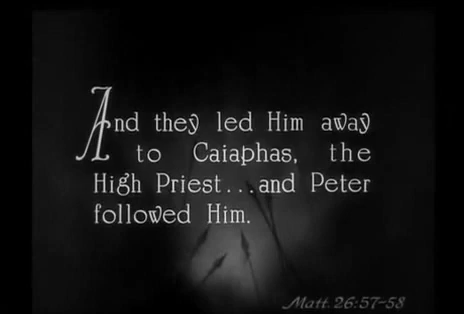 And they led Him away
to Caiaphas, the
High Priest...and Peter
followed Him.
Matt. 26:57-58